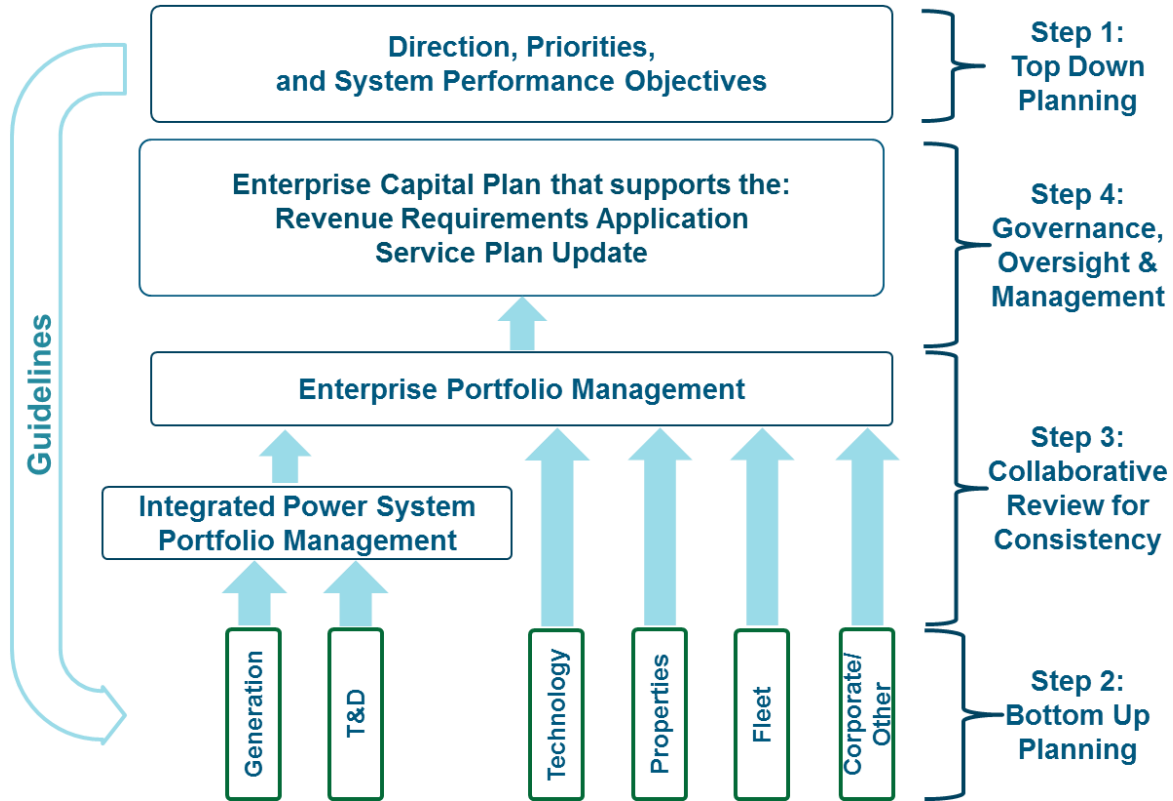 Direction, Priorities,
and System Performance Objectives
Step 1:
Top Down
Planning
Enterprise Capital Plan that supports the:
Revenue Requirements Application
Service Plan Update
Step 4:
Governance,
Oversight &
Management
Guidelines
Enterprise Portfolio Management
Integrated Power System
Portfolio Management
Step 3:
Collaborative
Review for
Consistency
Generation
T&D
Technology
Properties
Fleet
Corporate/
Other
Step 2:
Bottom Up
Planning